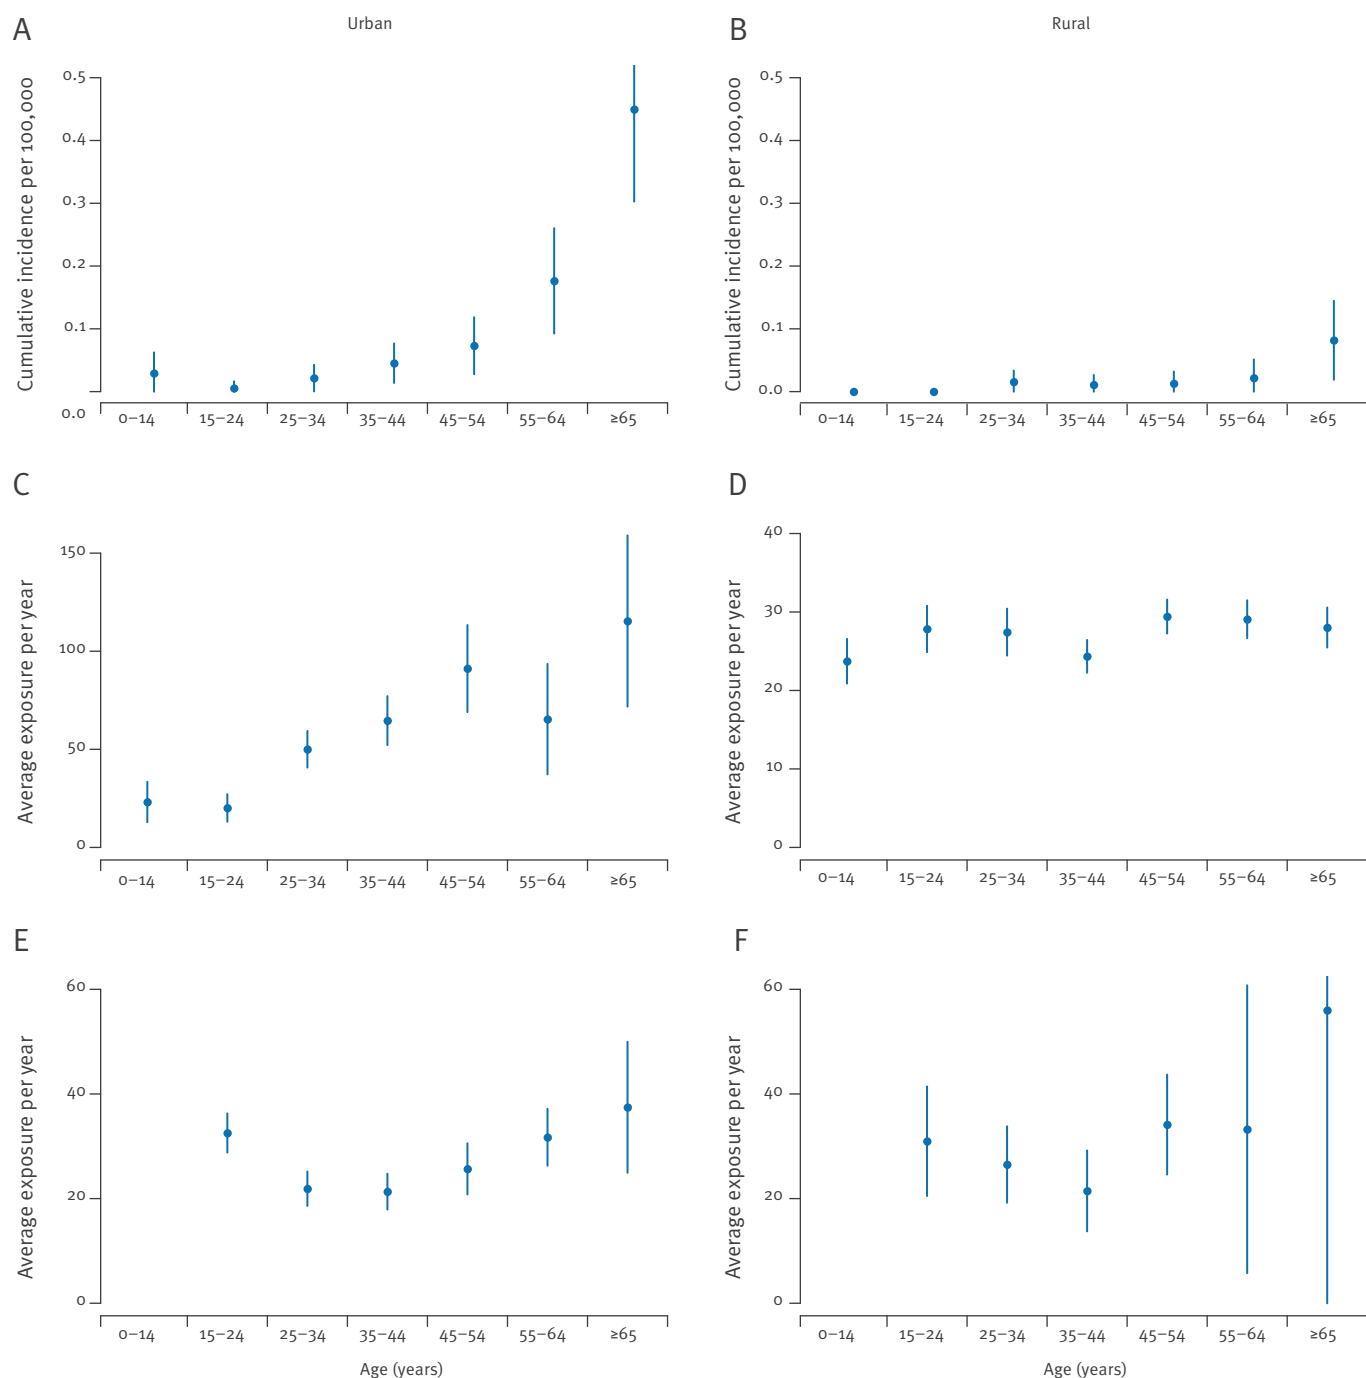 A Urban B Rural
Cumulative incidence per 100,000
0.5
0.4
0.3
0.2
0.1
0.0
0–14 15–24 25–34 35–44 45–54 55–64 ≥65
Cumulative incidence per 100,000
0.5
0.4
0.3
0.2
0.1
0.0
0–14 15–24 25–34 35–44 45–54 55–64 ≥65
C
Average exposure per year
150
100
50
0
0–14 15–24 25–34 35–44 45–54 55–64 ≥65
D
Average exposure per year
40
30
20
10
0
0–14 15–24 25–34 35–44 45–54 55–64 ≥65
E
Average exposure per year
60
40
20
0
0–14 15–24 25–34 35–44 45–54 55–64 ≥65
Age (years)
F
Average exposure per year
60
40
20
0
0–14 15–24 25–34 35–44 45–54 55–64 ≥65
Age (years)